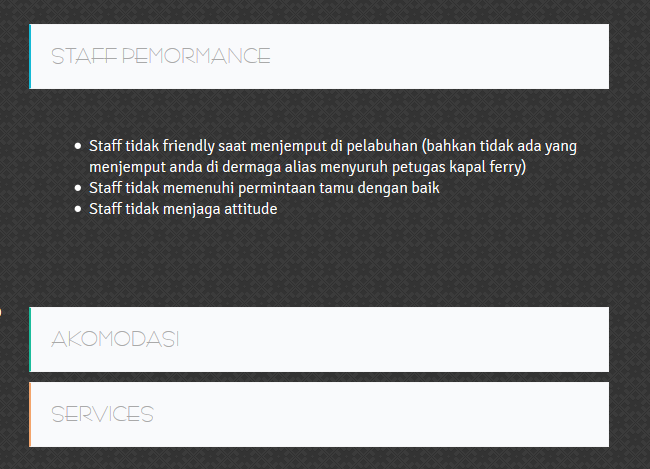 STAFF PEMORMANCE
• Staff tidak friendly saat menjemput di pelabuhan (bahkan tidak ada yang
menjemput anda di dermaga alias menyuruh petugas kapal ferry)
• Staff tidak memenuhi permintaan tamu dengan baik
• Staff tidak menjaga attitude
AKOMODASI
SERVICES